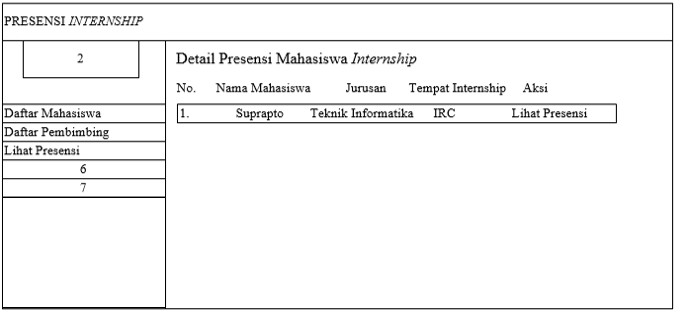 PRESENSI INTERNSHIP
2
Daftar Mahasiswa
Daftar Pembimbing
Lihat Presensi
6
7
Detail Presensi Mahasiswa Internship
No. Nama Mahasiswa Jurusan Tempat Internship Aksi
1. Suprapto Teknik Informatika IRC Lihat Presensi